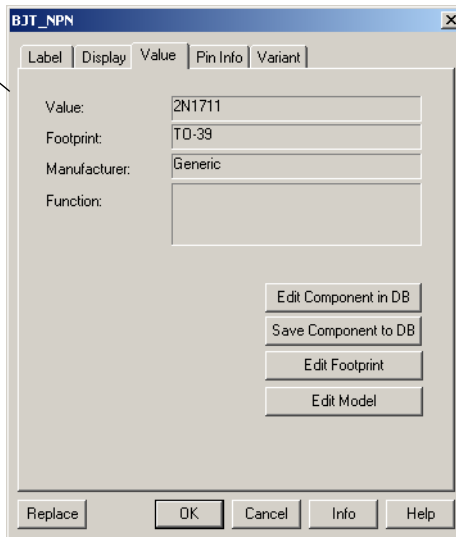 BJT_NPN
Label Display Value Pin Info Variant
Value: 2N1711
Footprint: TO-39
Manufacturer: Generic
Function:
Edit Component in DB
Save Component to DB
Edit Footprint
Edit Model
Replace OK Cancel Info Help